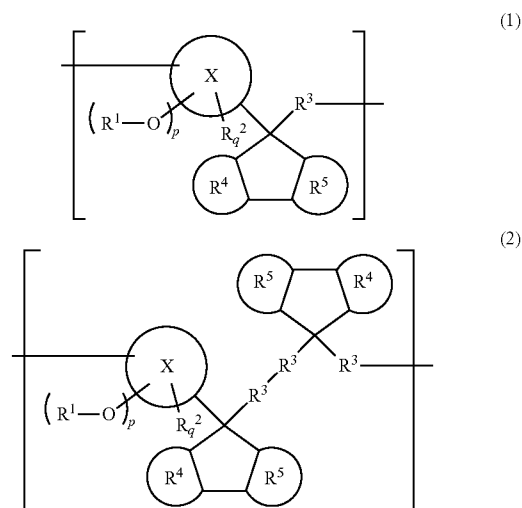 (1)
X
(R¹—O)p
R³
Rq²
R⁴
R⁵
(2)
R⁵
R⁴
X
R³
R³
(R¹—O)p
R³
Rq²
R⁴
R⁵